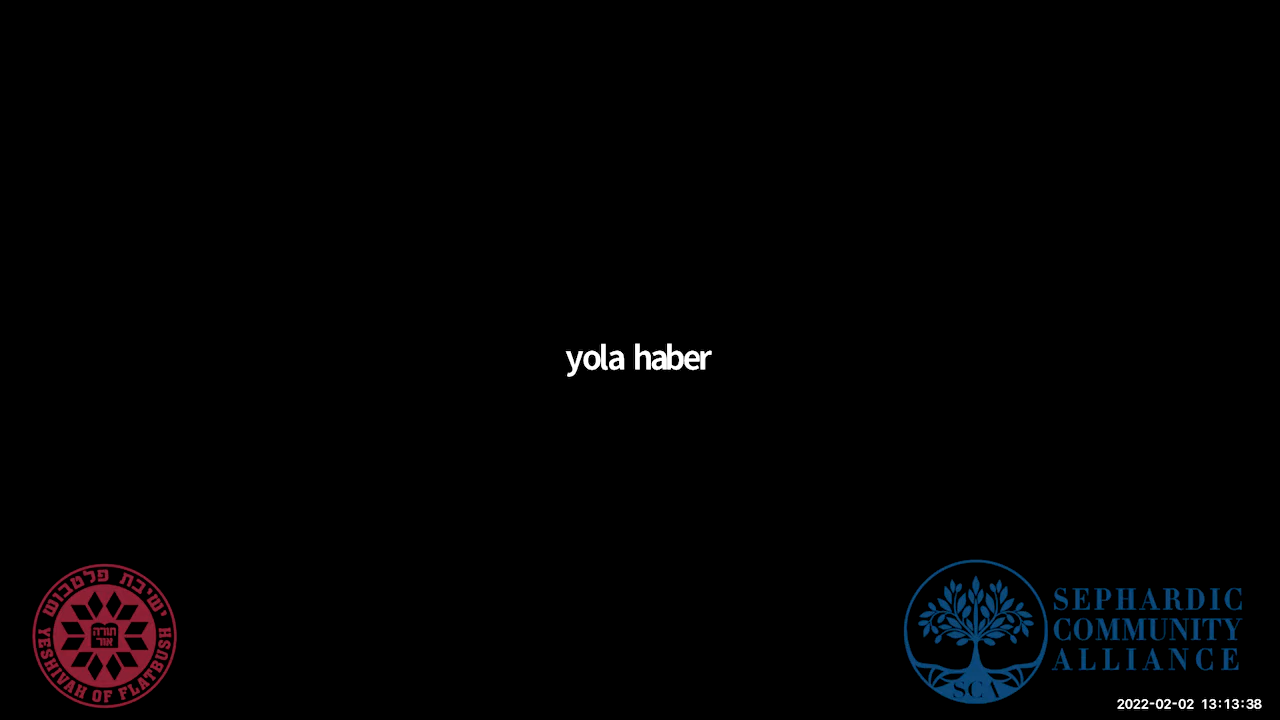 yola haber
ישיבת פלטבוש
תורה
אור
YESHIVAH OF FLATBUSH
SEPHARDIC
COMMUNITY
ALLIANCE
SCA
2022-02-02 13:13:38